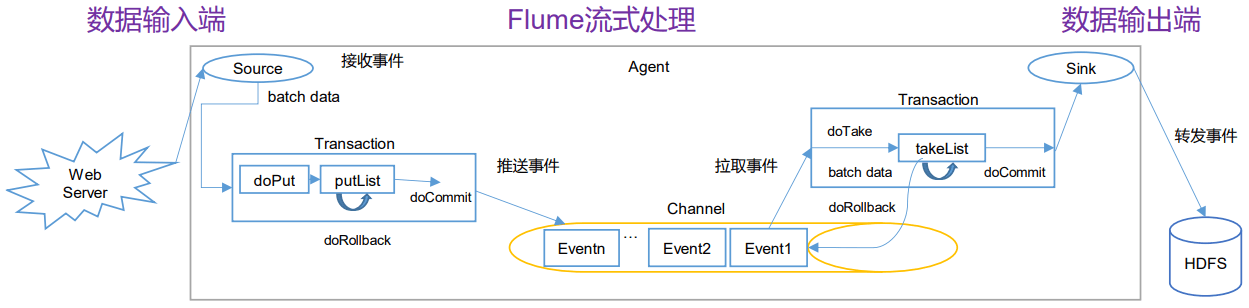 数据输入端
Flume流式处理
数据输出端
Source
接收事件
Agent
Sink
batch data
Web
Server
Transaction
doPut
putList
doCommit
doRollback
推送事件
拉取事件
Transaction
doTake
takeList
batch data
doCommit
doRollback
转发事件
Channel
Eventn
...
Event2
Event1
HDFS